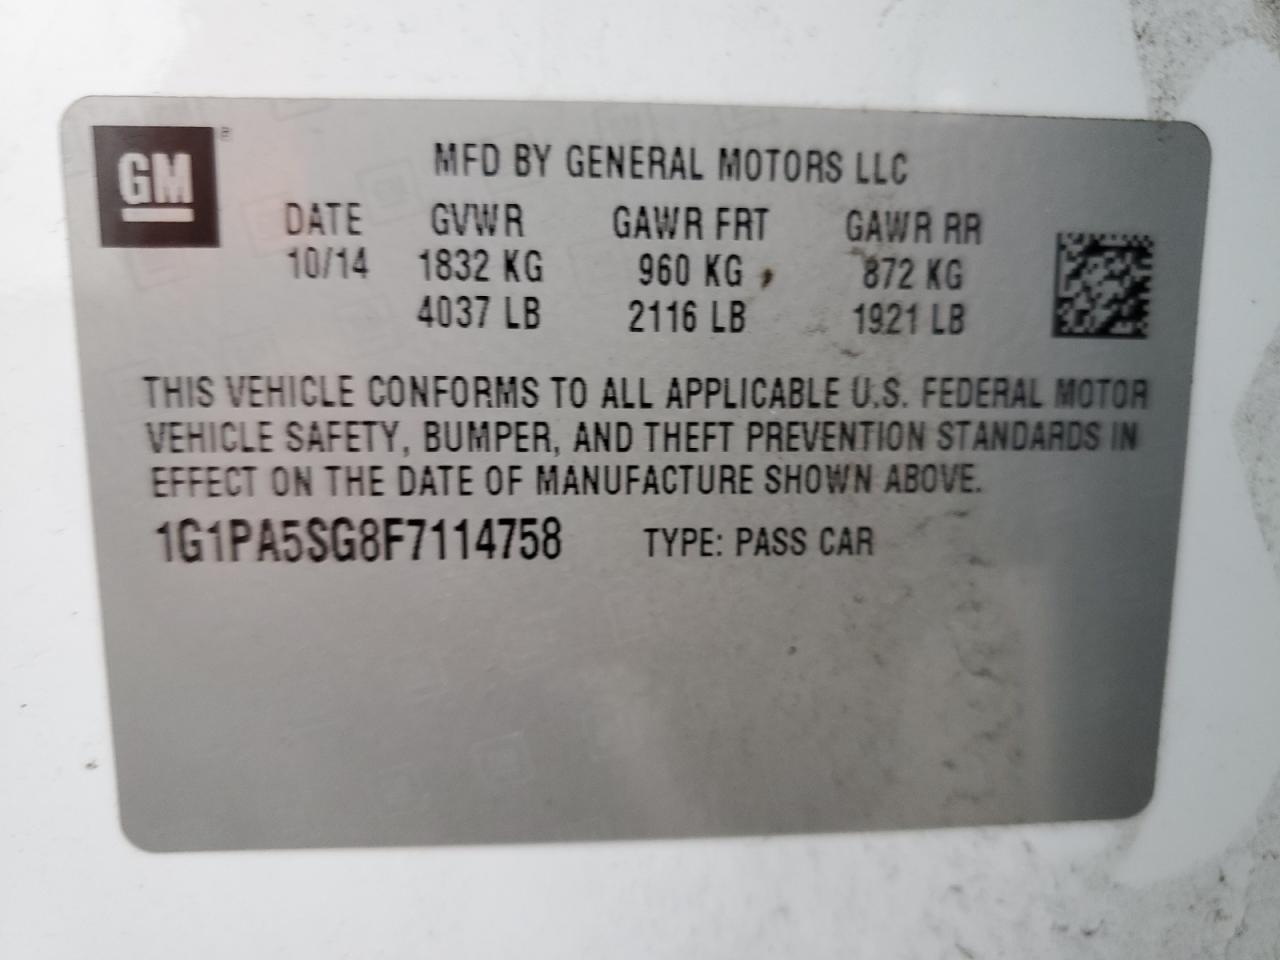 GM ®
MFD BY GENERAL MOTORS LLC
DATE GVWR GAWR FRT GAWR RR
10/14 1832 KG 960 KG 872 KG
4037 LB 2116 LB 1921 LB
THIS VEHICLE CONFORMS TO ALL APPLICABLE U.S. FEDERAL MOTOR
VEHICLE SAFETY, BUMPER, AND THEFT PREVENTION STANDARDS IN
EFFECT ON THE DATE OF MANUFACTURE SHOWN ABOVE.
1G1PA5SG8F7114758 TYPE: PASS CAR